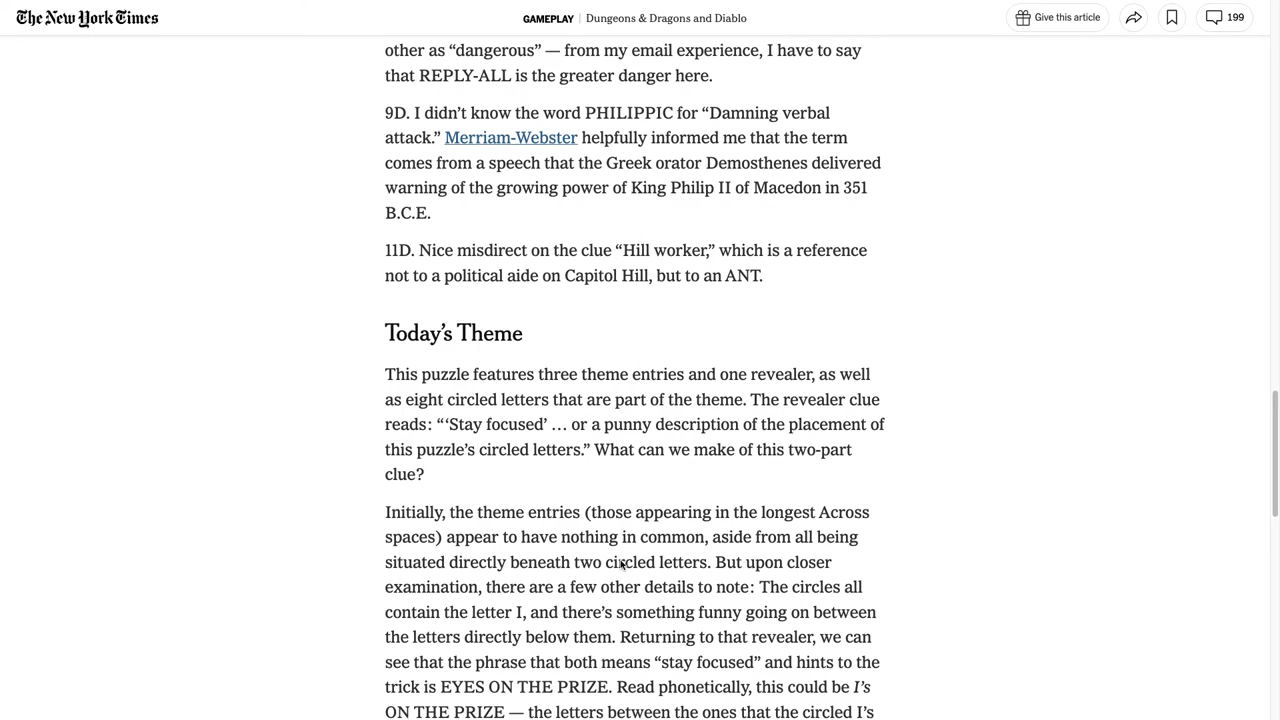 The New York Times
GAMEPLAY | Dungeons & Dragons and Diablo
Give this article
199
other as “dangerous” — from my email experience, I have to say
that REPLY-ALL is the greater danger here.
9D. I didn’t know the word PHILIPPIC for “Damning verbal
attack.” Merriam-Webster helpfully informed me that the term
comes from a speech that the Greek orator Demosthenes delivered
warning of the growing power of King Philip II of Macedon in 351
B.C.E.
11D. Nice misdirect on the clue “Hill worker,” which is a reference
not to a political aide on Capitol Hill, but to an ANT.
Today’s Theme
This puzzle features three theme entries and one revealer, as well
as eight circled letters that are part of the theme. The revealer clue
reads: “‘Stay focused’ … or a punny description of the placement of
this puzzle’s circled letters.” What can we make of this two-part
clue?
Initially, the theme entries (those appearing in the longest Across
spaces) appear to have nothing in common, aside from all being
situated directly beneath two circled letters. But upon closer
examination, there are a few other details to note: The circles all
contain the letter I, and there’s something funny going on between
the letters directly below them. Returning to that revealer, we can
see that the phrase that both means “stay focused” and hints to the
trick is EYES ON THE PRIZE. Read phonetically, this could be I’s
ON THE PRIZE — the letters between the ones that the circled I’s